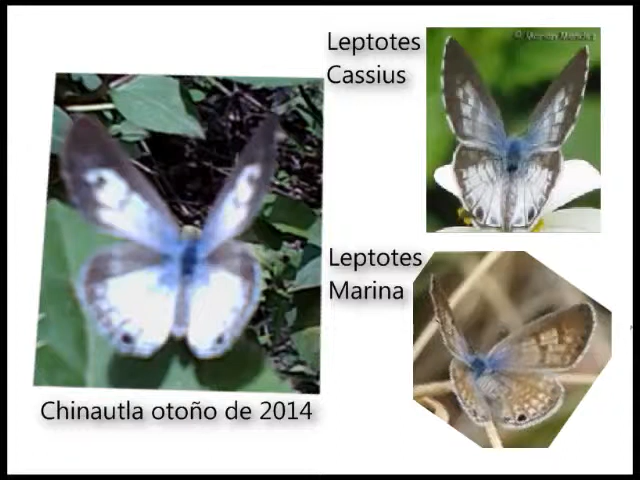 Leptotes
Cassius
Leptotes
Marina
Chinautla otoño de 2014